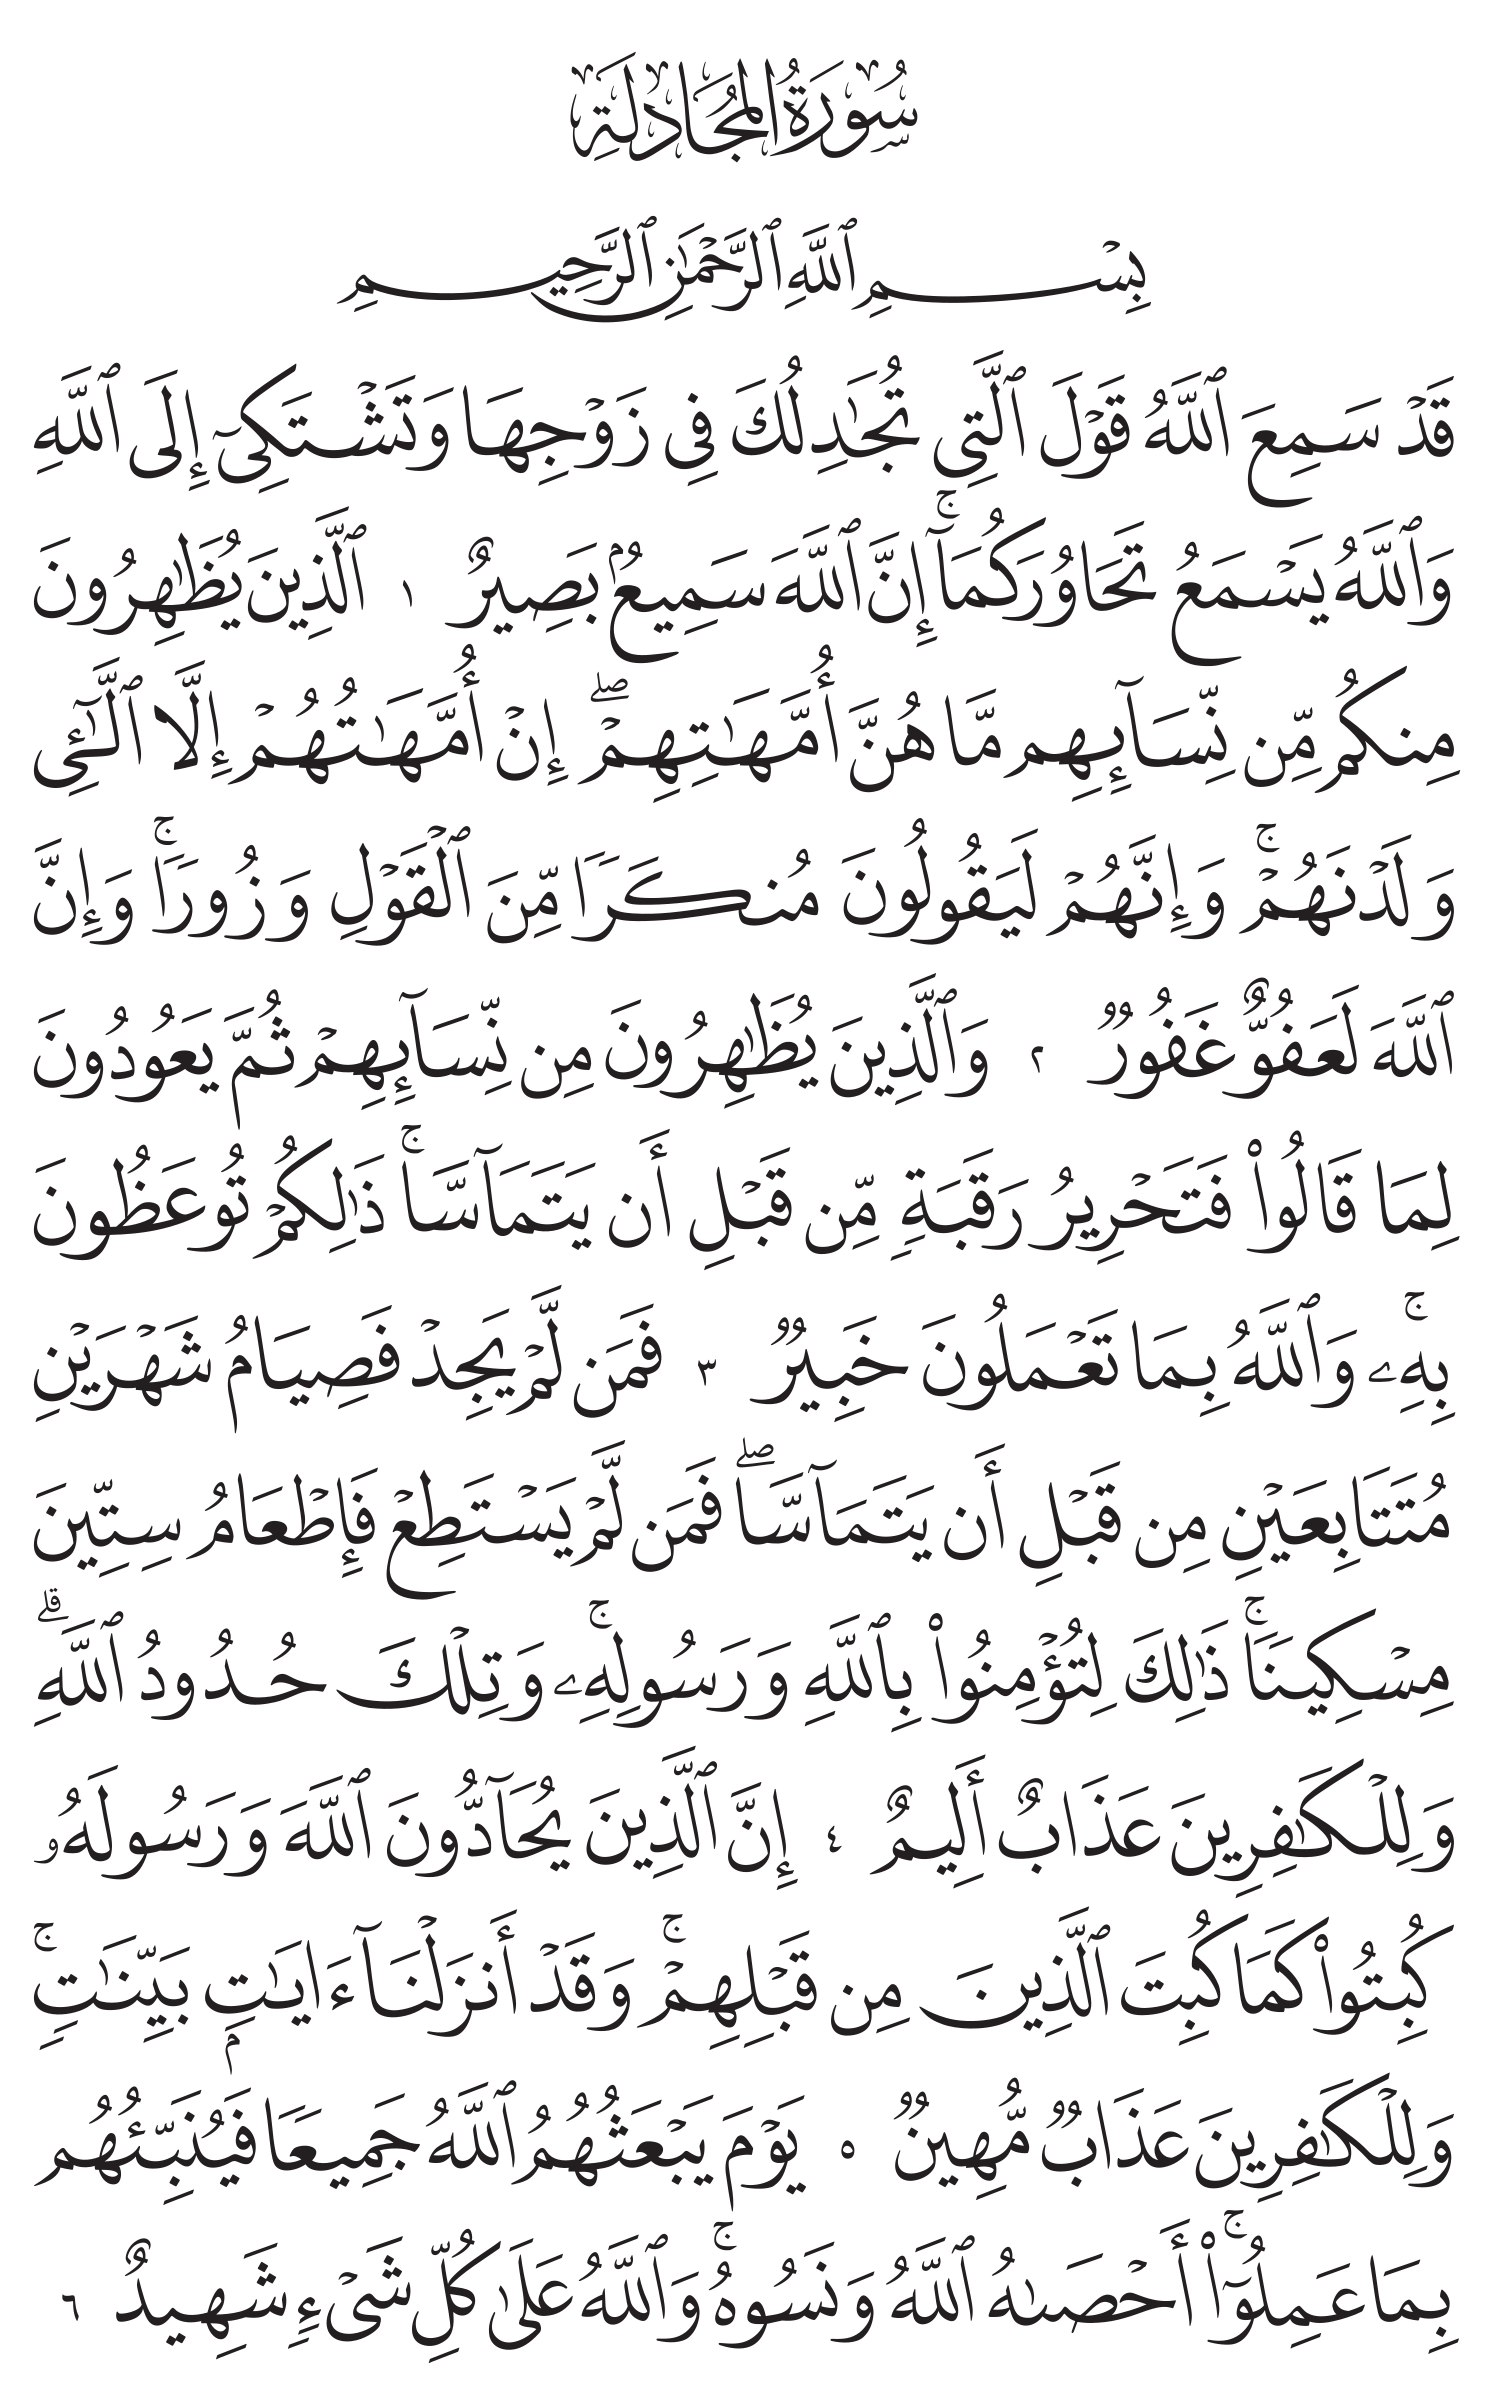 سُورَةُ المُجَادلَةِ
بِسۡمِ ٱللَّهِ ٱلرَّحۡمَٰنِ ٱلرَّحِيمِ
قَدۡ سَمِعَ ٱللَّهُ قَوۡلَ ٱلَّتِي تُجَٰدِلُكَ فِي زَوۡجِهَا وَتَشۡتَكِيٓ إِلَى ٱللَّهِ
وَٱللَّهُ يَسۡمَعُ تَحَاوُرَكُمَآۚ إِنَّ ٱللَّهَ سَمِيعُۢ بَصِيرٌ ١ ٱلَّذِينَ يُظَٰهِرُونَ
مِنكُم مِّن نِّسَآئِهِم مَّا هُنَّ أُمَّهَٰتِهِمۡۖ إِنۡ أُمَّهَٰتُهُمۡ إِلَّا ٱلَّٰٓـِٔي
وَلَدۡنَهُمۡۚ وَإِنَّهُمۡ لَيَقُولُونَ مُنكَرٗا مِّنَ ٱلۡقَوۡلِ وَزُورٗاۚ وَإِنَّ
ٱللَّهَ لَعَفُوٌّ غَفُورٞ ٢ وَٱلَّذِينَ يُظَٰهِرُونَ مِن نِّسَآئِهِمۡ ثُمَّ يَعُودُونَ
لِمَا قَالُواْ فَتَحۡرِيرُ رَقَبَةٖ مِّن قَبۡلِ أَن يَتَمَآسَّاۚ ذَٰلِكُمۡ تُوعَظُونَ
بِهِۦۚ وَٱللَّهُ بِمَا تَعۡمَلُونَ خَبِيرٞ ٣ فَمَن لَّمۡ يَجِدۡ فَصِيَامُ شَهۡرَيۡنِ
مُتَتَابِعَيۡنِ مِن قَبۡلِ أَن يَتَمَآسَّاۖ فَمَن لَّمۡ يَسۡتَطِعۡ فَإِطۡعَامُ سِتِّينَ
مِسۡكِينٗاۚ ذَٰلِكَ لِتُؤۡمِنُواْ بِٱللَّهِ وَرَسُولِهِۦۚ وَتِلۡكَ حُدُودُ ٱللَّهِۗ
وَلِلۡكَٰفِرِينَ عَذَابٌ أَلِيمٌ ٤ إِنَّ ٱلَّذِينَ يُحَآدُّونَ ٱللَّهَ وَرَسُولَهُۥ
كُبِتُواْ كَمَا كُبِتَ ٱلَّذِينَ مِن قَبۡلِهِمۡۚ وَقَدۡ أَنزَلۡنَآ ءَايَٰتِۭ بَيِّنَٰتٖۚ
وَلِلۡكَٰفِرِينَ عَذَابٞ مُّهِينٞ ٥ يَوۡمَ يَبۡعَثُهُمُ ٱللَّهُ جَمِيعٗا فَيُنَبِّئُهُم
بِمَا عَمِلُوٓاْۚ أَحۡصَىٰهُ ٱللَّهُ وَنَسُوهُۚ وَٱللَّهُ عَلَىٰ كُلِّ شَيۡءٖ شَهِيدٌ ٦